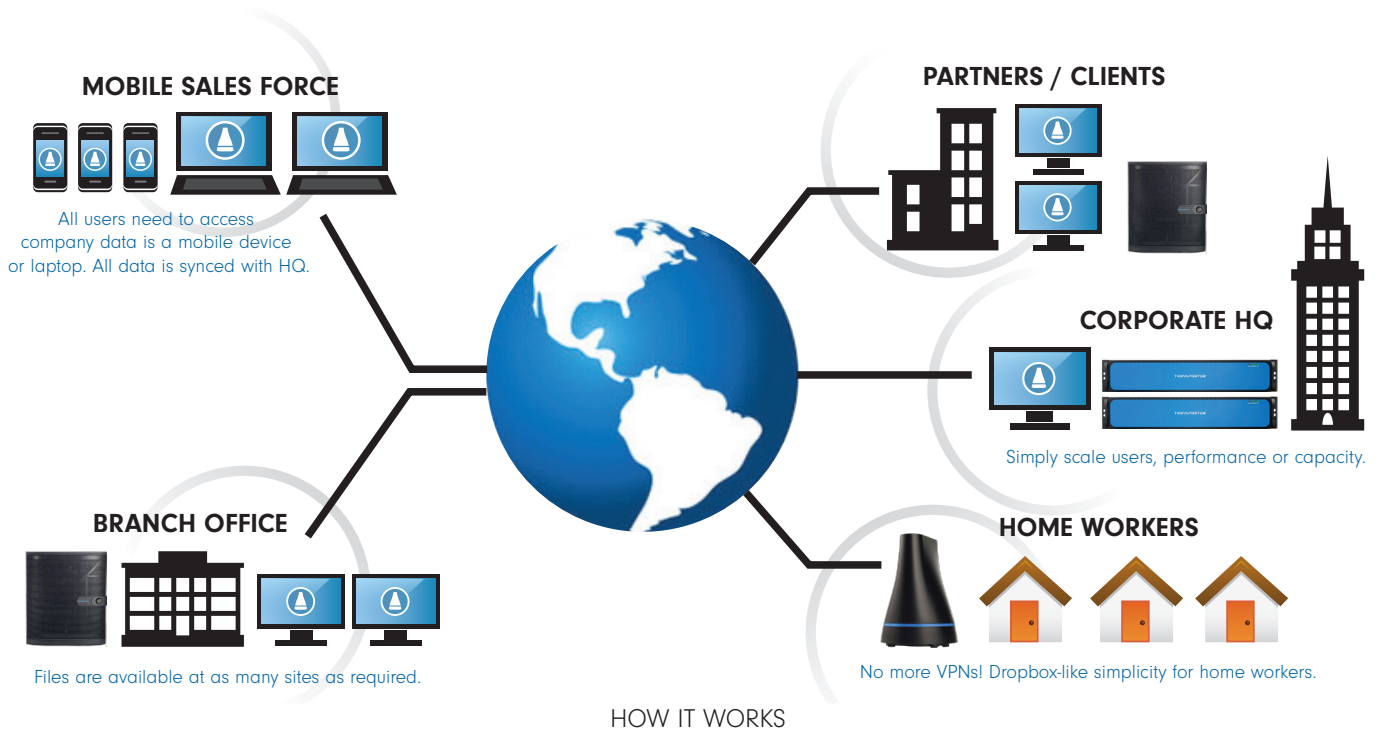 MOBILE SALES FORCE
All users need to access
company data is a mobile device
or laptop. All data is synced with HQ.
PARTNERS / CLIENTS
CORPORATE HQ
TRANSPORTER
TRANSPORTER
Simply scale users, performance or capacity.
BRANCH OFFICE
Files are available at as many sites as required.
HOME WORKERS
No more VPNs! Dropbox-like simplicity for home workers.
HOW IT WORKS